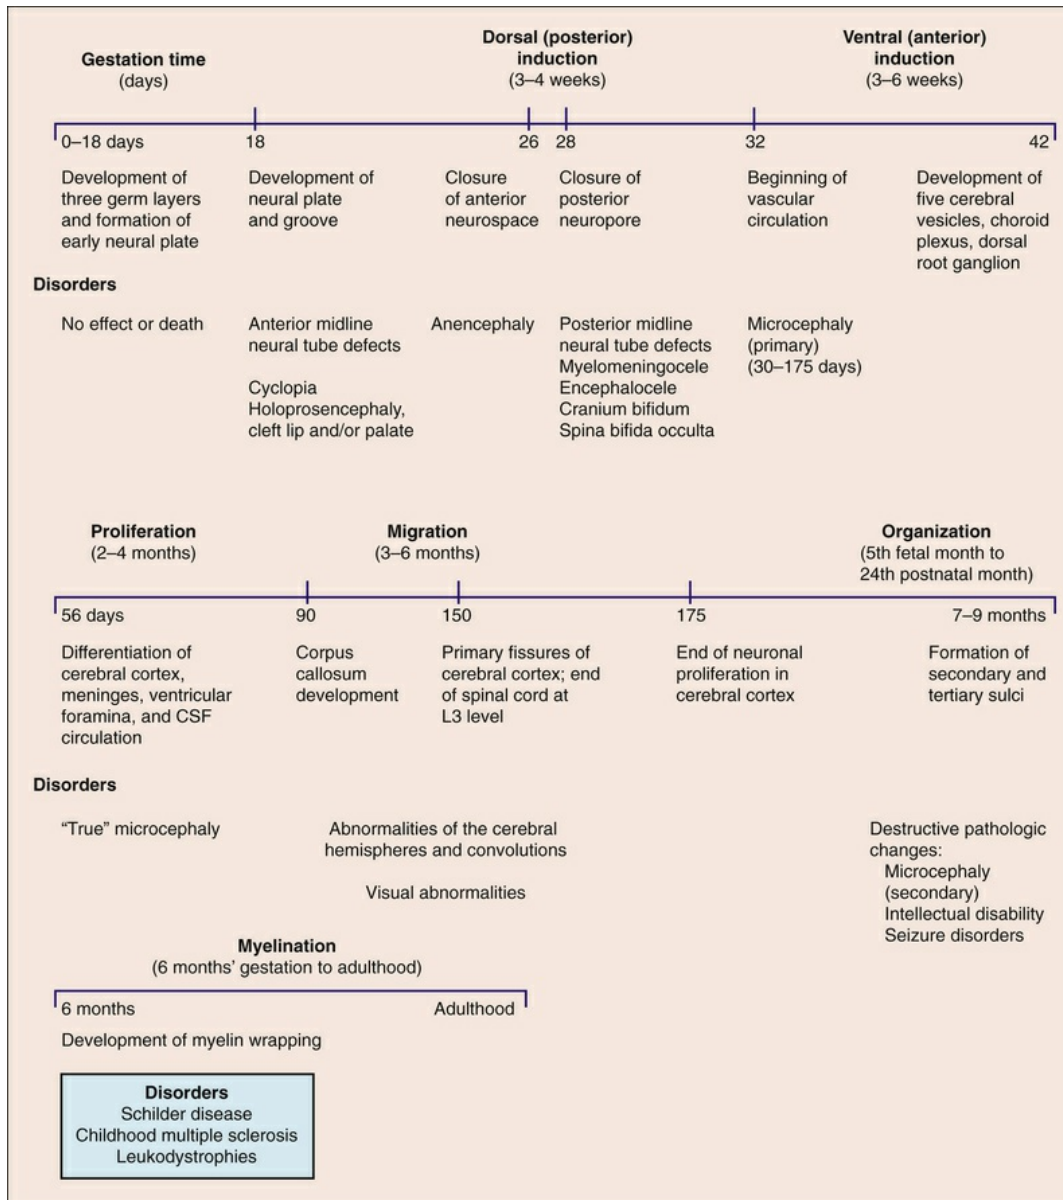 Gestation time
(days)
Dorsal (posterior)
induction
(3–4 weeks)
Ventral (anterior)
induction
(3–6 weeks)
0–18 days
18
26
28
32
42
Development of
three germ layers
and formation of
early neural plate
Development of
neural plate
and groove
Closure
of anterior
neurospace
Closure of
posterior
neuropore
Beginning of
vascular
circulation
Development of
five cerebral
vesicles, choroid
plexus, dorsal
root ganglion
Disorders
No effect or death
Anterior midline
neural tube defects
Cyclopia
Holoprosencephaly,
cleft lip and/or palate
Anencephaly
Posterior midline
neural tube defects
Myelomeningocele
Encephalocele
Cranium bifidum
Spina bifida occulta
Microcephaly
(primary)
(30–175 days)
Proliferation
(2–4 months)
Migration
(3–6 months)
Organization
(5th fetal month to
24th postnatal month)
56 days
90
150
175
7–9 months
Differentiation of
cerebral cortex,
meninges, ventricular
foramina, and CSF
circulation
Corpus
callosum
development
Primary fissures of
cerebral cortex; end
of spinal cord at
L3 level
End of neuronal
proliferation in
cerebral cortex
Formation of
secondary and
tertiary sulci
Disorders
“True” microcephaly
Abnormalities of the cerebral
hemispheres and convolutions
Visual abnormalities
Destructive pathologic
changes:
Microcephaly
(secondary)
Intellectual disability
Seizure disorders
Myelination
(6 months’ gestation to adulthood)
6 months
Adulthood
Development of myelin wrapping
Disorders
Schilder disease
Childhood multiple sclerosis
Leukodystrophies